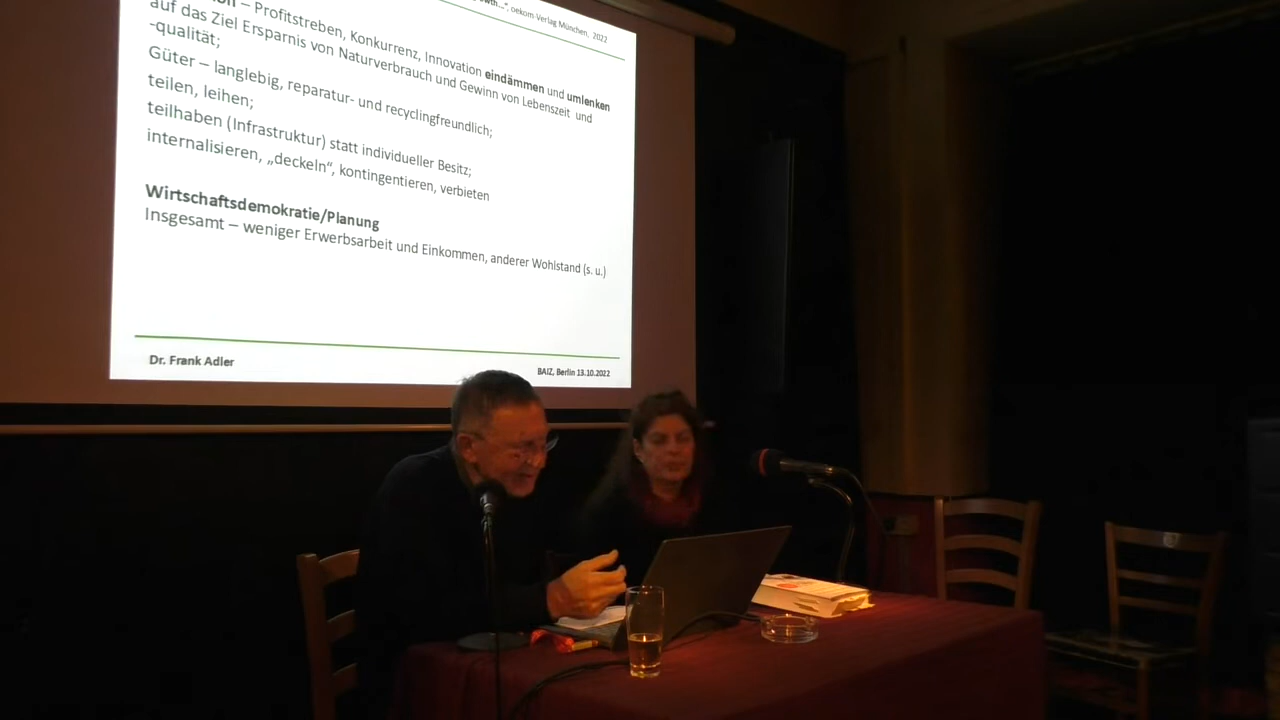 oekom-Verlag München, 2022
– Profitstreben, Konkurrenz, Innovation eindämmen und umlenken
auf das Ziel Ersparnis von Naturverbrauch und Gewinn von Lebenszeit und
-qualität;
Güter – langlebig, reparatur- und recyclingfreundlich;
teilen, leihen;
teilhaben (Infrastruktur) statt individueller Besitz;
internalisieren, „deckeln“, kontingentieren, verbieten
Wirtschaftsdemokratie/Planung
Insgesamt – weniger Erwerbsarbeit und Einkommen, anderer Wohlstand (s. u.)
Dr. Frank Adler
BAIZ, Berlin 13.10.2022